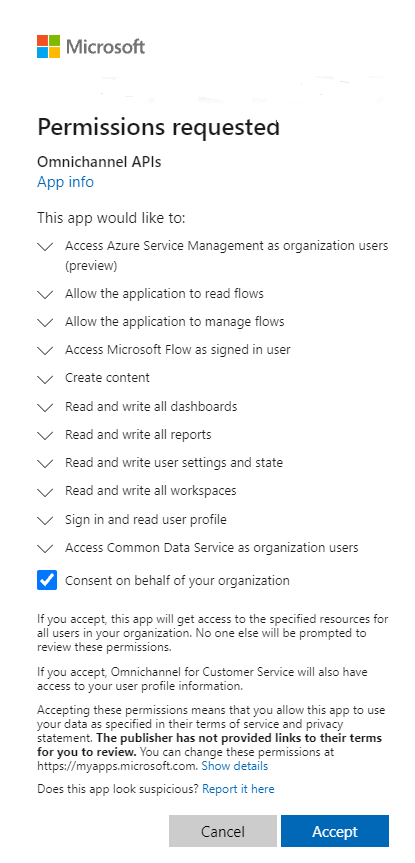 Microsoft
Permissions requested
Omnichannel APIs
App info
This app would like to:
Access Azure Service Management as organization users
(preview)
Allow the application to read flows
Allow the application to manage flows
Access Microsoft Flow as signed in user
Create content
Read and write all dashboards
Read and write all reports
Read and write user settings and state
Read and write all workspaces
Sign in and read user profile
Access Common Data Service as organization users
Consent on behalf of your organization
If you accept, this app will get access to the specified resources for
all users in your organization. No one else will be prompted to
review these permissions.
If you accept, Omnichannel for Customer Service will also have
access to your user profile information.
Accepting these permissions means that you allow this app to use
your data as specified in their terms of service and privacy
statement. The publisher has not provided links to their terms
for you to review. You can change these permissions at
https://myapps.microsoft.com. Show details
Does this app look suspicious? Report it here
Cancel Accept